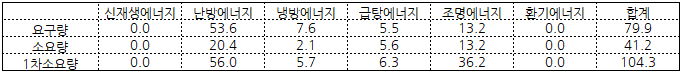 신재생에너지 난방에너지 냉방에너지 급탕에너지 조명에너지 환기에너지 합계
요구량 0.0 53.6 7.6 5.5 13.2 0.0 79.9
소요량 0.0 20.4 2.1 5.6 13.2 0.0 41.2
1차소요량 0.0 56.0 5.7 6.3 36.2 0.0 104.3